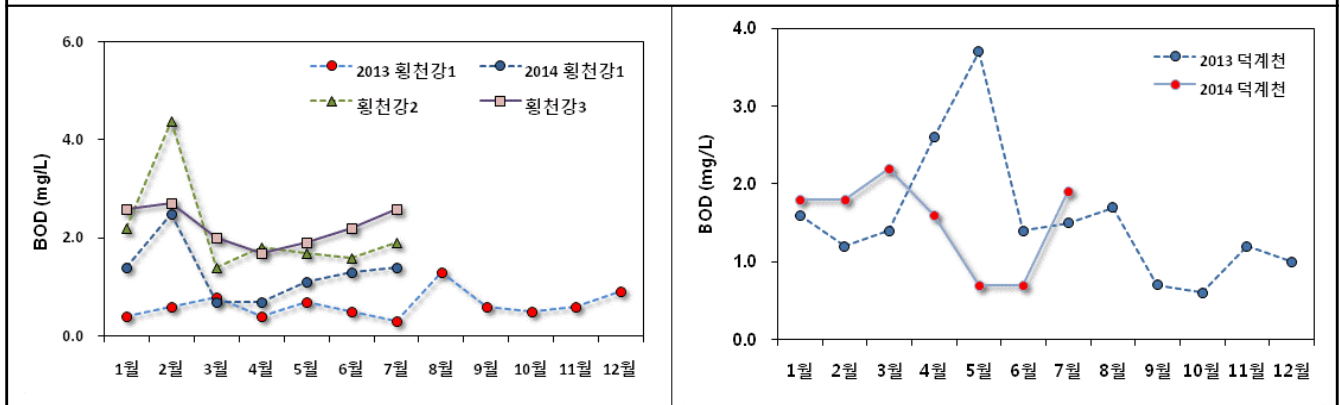 6.0
4.0
2.0
0.0
BOD (mg/L)
2013 횡천강1
2014 횡천강1
횡천강2
횡천강3
1월 2월 3월 4월 5월 6월 7월 8월 9월 10월 11월 12월
4.0
3.0
2.0
1.0
0.0
BOD (mg/L)
2013 덕계천
2014 덕계천
1월 2월 3월 4월 5월 6월 7월 8월 9월 10월 11월 12월